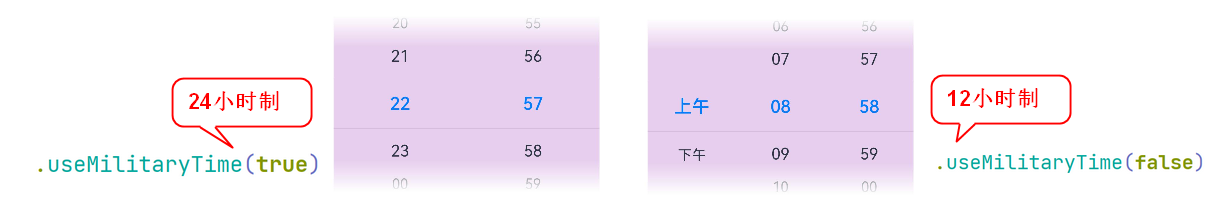 24小时制
.useMilitaryTime(true)
20 55
21 56
22 57
23 58
00 59
06 56
07 57
上午 08 58
下午 09 59
10 00
12小时制
.useMilitaryTime(false)